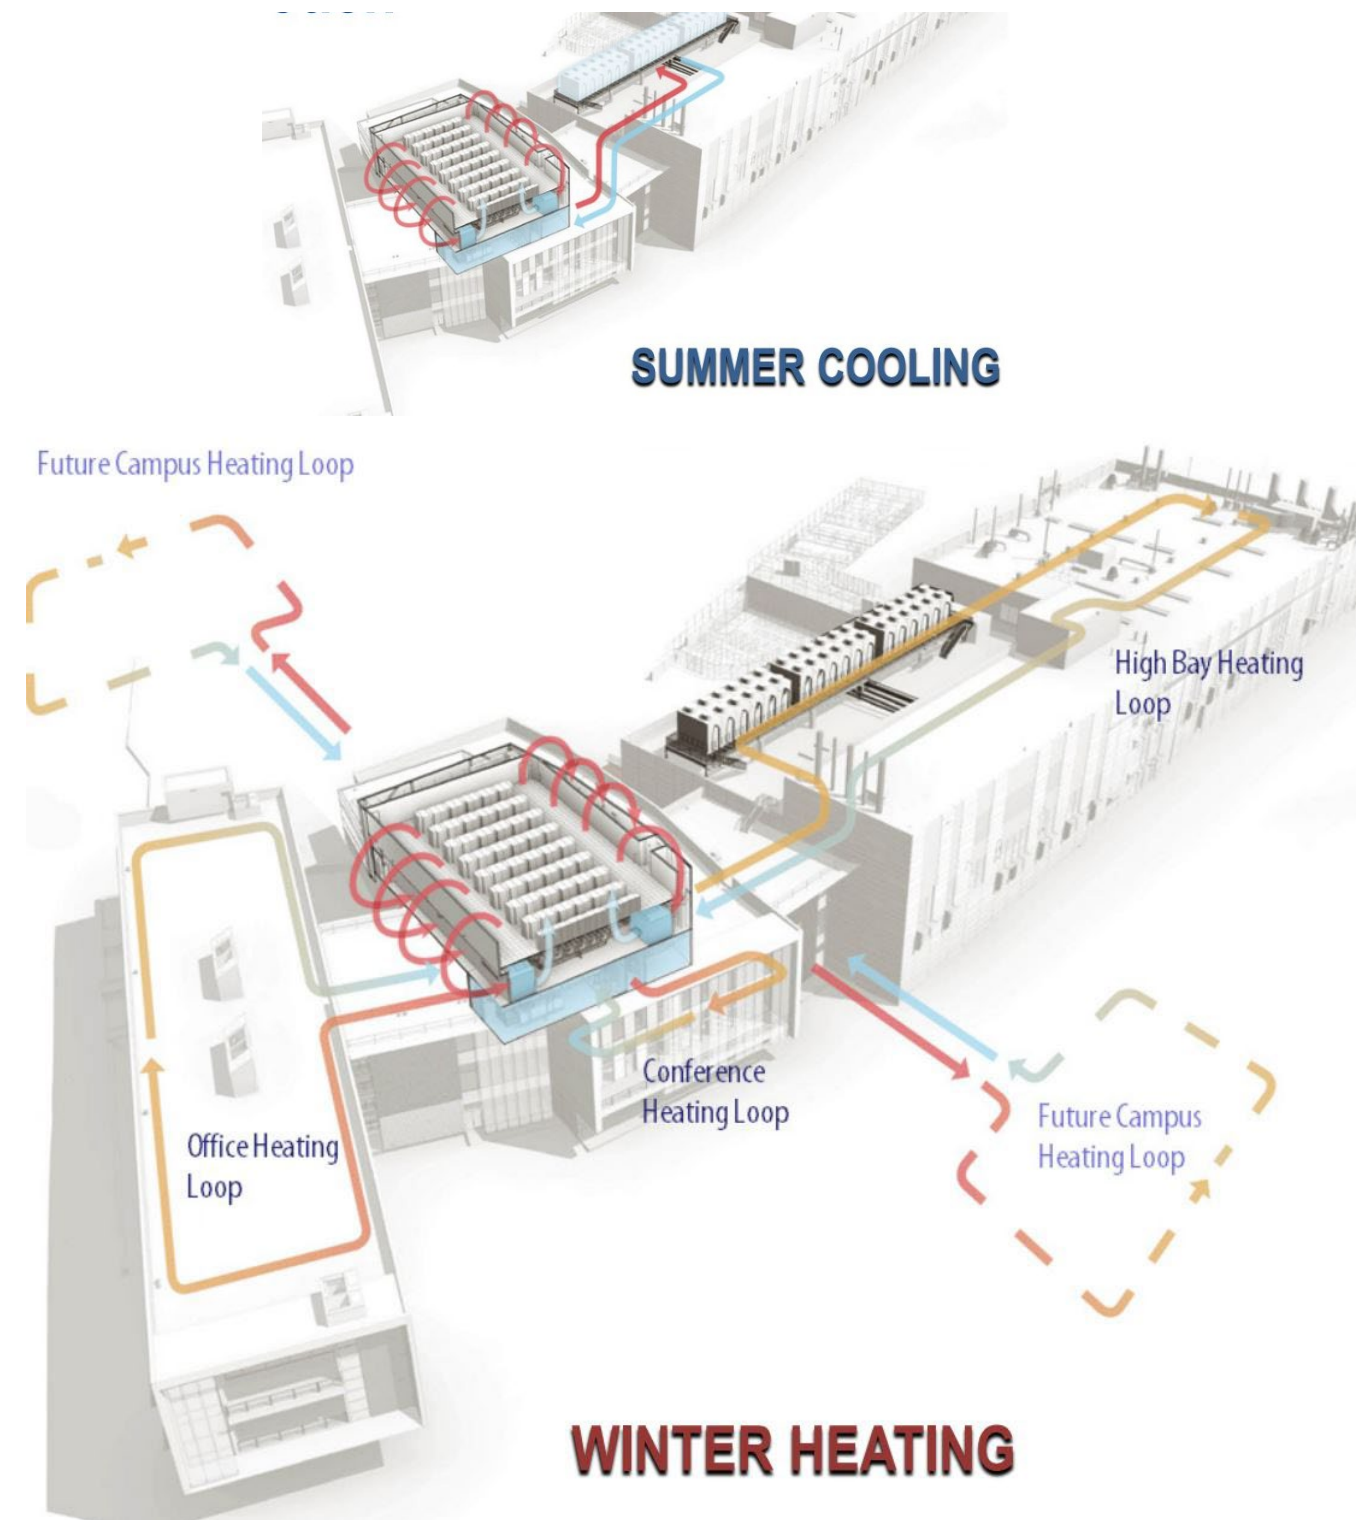 SUMMER COOLING
Future Campus Heating Loop
High Bay Heating
Loop
Conference
Heating Loop
Future Campus
Heating Loop
Office Heating
Loop
WINTER HEATING